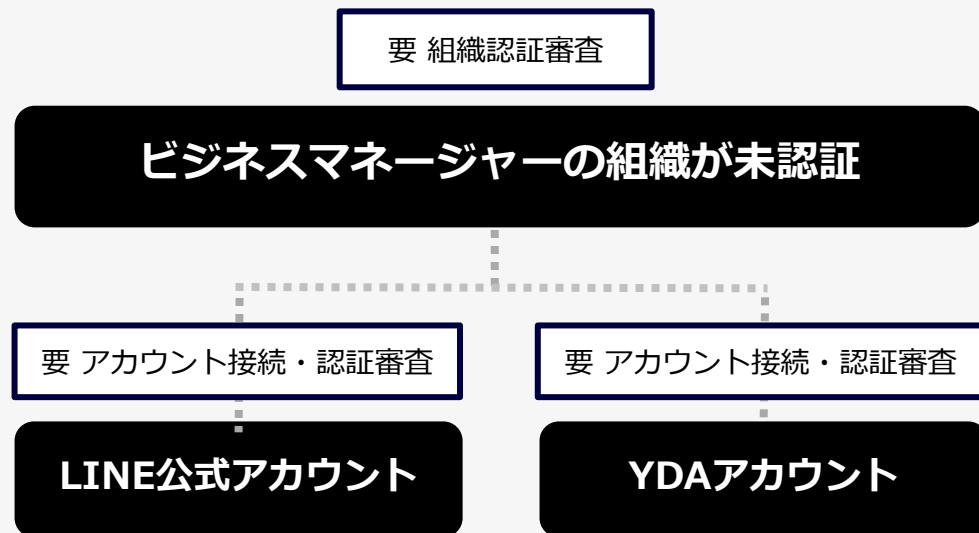 要 組織認証審査
ビジネスマネージャーの組織が未認証
要 アカウント接続・認証審査
要 アカウント接続・認証審査
LINE公式アカウント
YDAアカウント